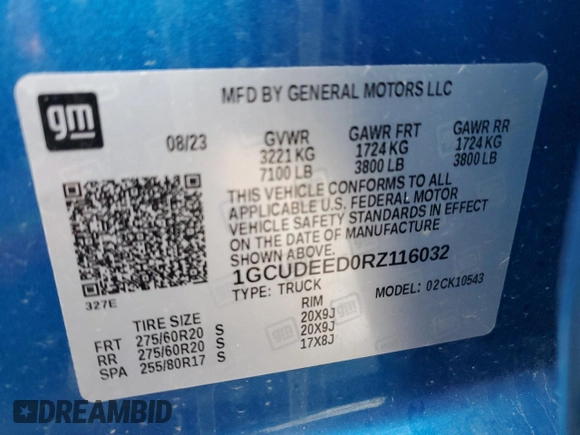 gm
MFD BY GENERAL MOTORS LLC
08/23 GVWR GAWR FRT GAWR RR
3221 KG 1724 KG 1724 KG
7100 LB 3800 LB 3800 LB
THIS VEHICLE CONFORMS TO ALL
APPLICABLE U.S. FEDERAL MOTOR
VEHICLE SAFETY STANDARDS IN EFFECT
ON THE DATE OF MANUFACTURE
SHOWN ABOVE.
1GCUDEED0RZ116032
327E TYPE: TRUCK MODEL: 02CK10543
TIRE SIZE RIM
FRT 275/60R20 S 20X9J
RR 275/60R20 S 20X9J
SPA 255/80R17 S 17X8J
DREAMBID